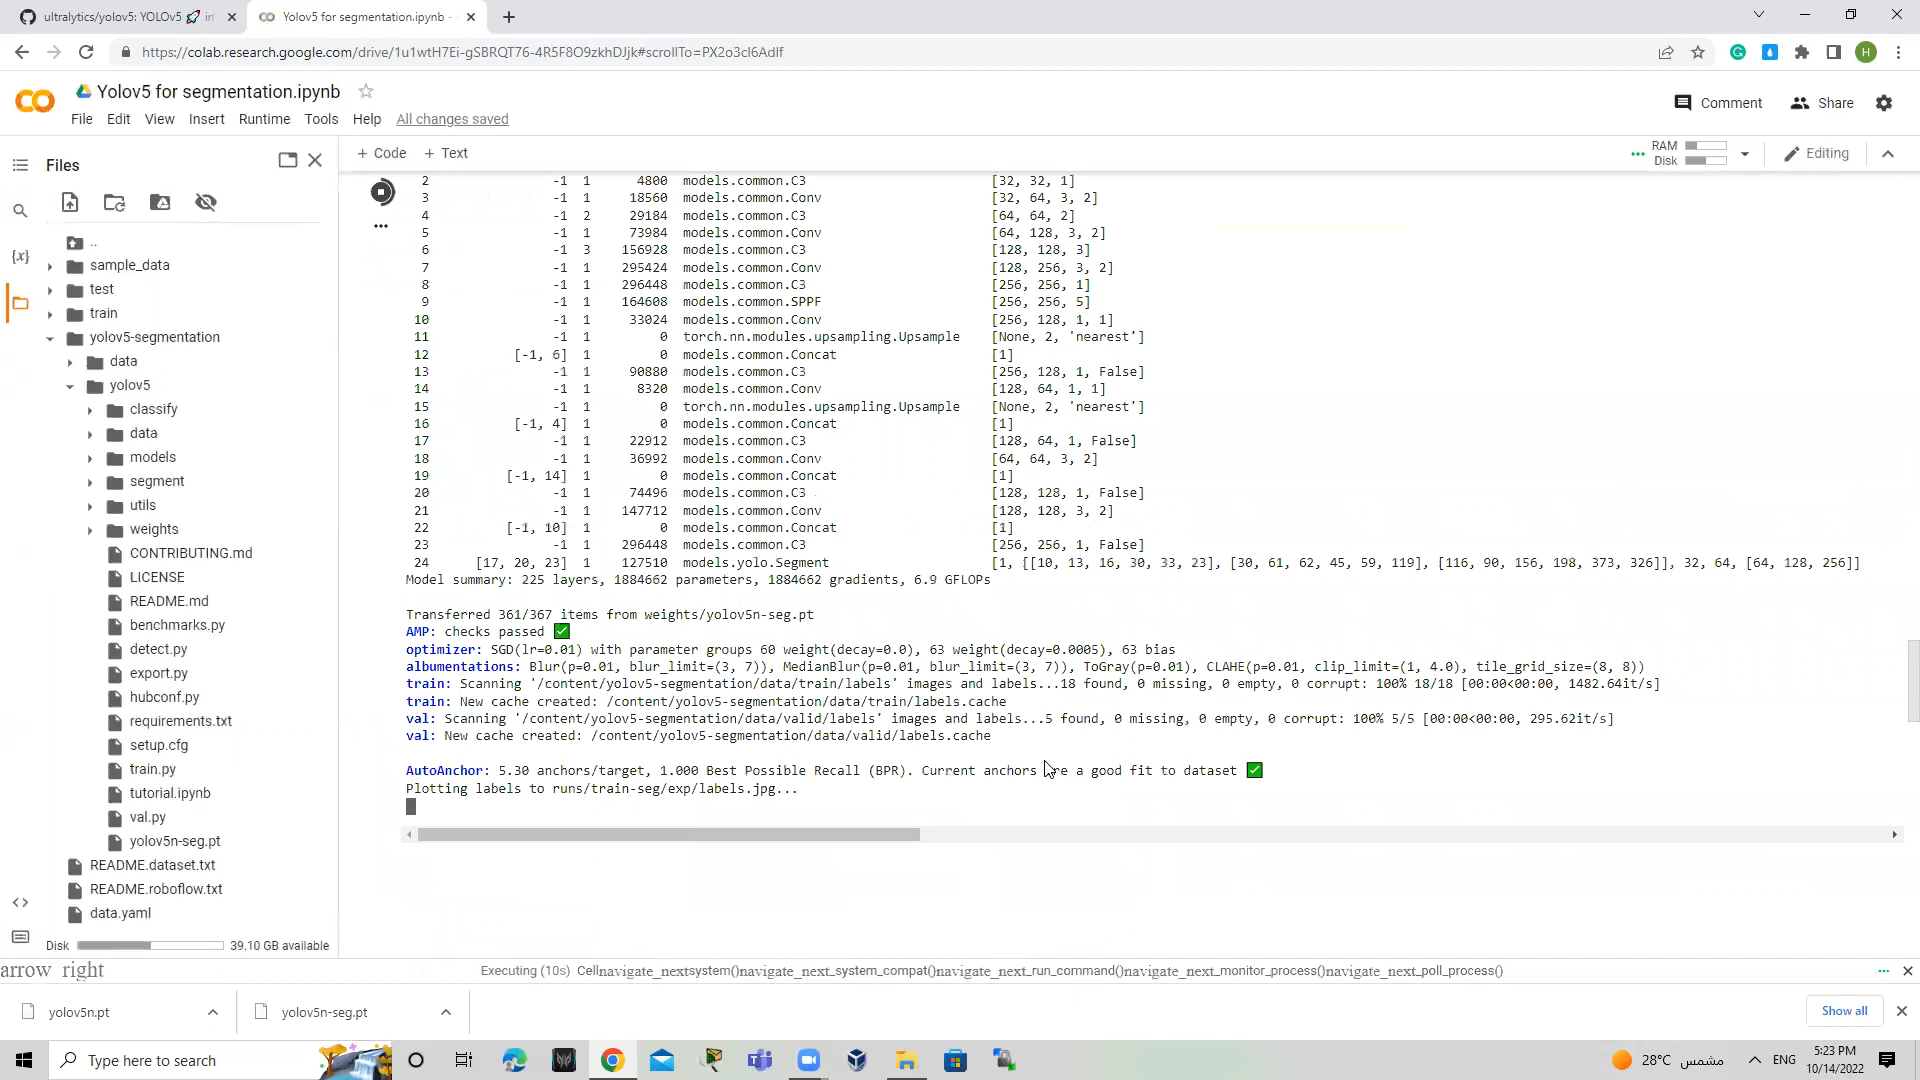 ultralytics/yolov5: YOLOv5 🚀 in
Yolov5 for segmentation.ipynb -
https://colab.research.google.com/drive/1u1wtH7Ei-gSBRQT76-4R5F8O9zkhDJjk#scrollTo=PX2o3cI6AdIf
H
CO
Yolov5 for segmentation.ipynb
Comment
Share
File Edit View Insert Runtime Tools Help All changes saved
Files
+ Code + Text
RAM
Disk
Editing
{x}
..
sample_data
test
train
yolov5-segmentation
data
yolov5
classify
data
models
segment
utils
weights
CONTRIBUTING.md
LICENSE
README.md
benchmarks.py
detect.py
export.py
hubconf.py
requirements.txt
setup.cfg
train.py
tutorial.ipynb
val.py
yolov5n-seg.pt
README.dataset.txt
README.roboflow.txt
data.yaml
Disk 39.10 GB available
2 -1 1 4800 models.common.C3 [32, 32, 1]
3 -1 1 18560 models.common.Conv [32, 64, 3, 2]
4 -1 2 29184 models.common.C3 [64, 64, 2]
5 -1 1 73984 models.common.Conv [64, 128, 3, 2]
6 -1 3 156928 models.common.C3 [128, 128, 3]
7 -1 1 295424 models.common.Conv [128, 256, 3, 2]
8 -1 1 296448 models.common.C3 [256, 256, 1]
9 -1 1 164608 models.common.SPPF [256, 256, 5]
10 -1 1 33024 models.common.Conv [256, 128, 1, 1]
11 -1 1 0 torch.nn.modules.upsampling.Upsample [None, 2, 'nearest']
12 [-1, 6] 1 0 models.common.Concat [1]
13 -1 1 90880 models.common.C3 [256, 128, 1, False]
14 -1 1 8320 models.common.Conv [128, 64, 1, 1]
15 -1 1 0 torch.nn.modules.upsampling.Upsample [None, 2, 'nearest']
16 [-1, 4] 1 0 models.common.Concat [1]
17 -1 1 22912 models.common.C3 [128, 64, 1, False]
18 -1 1 36992 models.common.Conv [64, 64, 3, 2]
19 [-1, 14] 1 0 models.common.Concat [1]
20 -1 1 74496 models.common.C3 [128, 128, 1, False]
21 -1 1 147712 models.common.Conv [128, 128, 3, 2]
22 [-1, 10] 1 0 models.common.Concat [1]
23 -1 1 296448 models.common.C3 [256, 256, 1, False]
24 [17, 20, 23] 1 127510 models.yolo.Segment [1, [[10, 13, 16, 30, 33, 23], [30, 61, 62, 45, 59, 119], [116, 90, 156, 198, 373, 326]], 32, 64, [64, 128, 256]]
Model summary: 225 layers, 1884662 parameters, 1884662 gradients, 6.9 GFLOPs
Transferred 361/367 items from weights/yolov5n-seg.pt
AMP: checks passed ✅
optimizer: SGD(lr=0.01) with parameter groups 60 weight(decay=0.0), 63 weight(decay=0.0005), 63 bias
albumentations: Blur(p=0.01, blur_limit=(3, 7)), MedianBlur(p=0.01, blur_limit=(3, 7)), ToGray(p=0.01), CLAHE(p=0.01, clip_limit=(1, 4.0), tile_grid_size=(8, 8))
train: Scanning '/content/yolov5-segmentation/data/train/labels' images and labels...18 found, 0 missing, 0 empty, 0 corrupt: 100% 18/18 [00:00<00:00, 1482.64it/s]
train: New cache created: /content/yolov5-segmentation/data/train/labels.cache
val: Scanning '/content/yolov5-segmentation/data/valid/labels' images and labels...5 found, 0 missing, 0 empty, 0 corrupt: 100% 5/5 [00:00<00:00, 295.62it/s]
val: New cache created: /content/yolov5-segmentation/data/valid/labels.cache
AutoAnchor: 5.30 anchors/target, 1.000 Best Possible Recall (BPR). Current anchors re a good fit to dataset ✅
Plotting labels to runs/train-seg/exp/labels.jpg...
arrow_right
Executing (10s) Cellnavigate_nextsystem()navigate_next_system_compat()navigate_next_run_command()navigate_next_monitor_process()navigate_next_poll_process()
yolov5n.pt
yolov5n-seg.pt
Show all
Type here to search
28°C مشمس
ENG
5:23 PM
10/14/2022